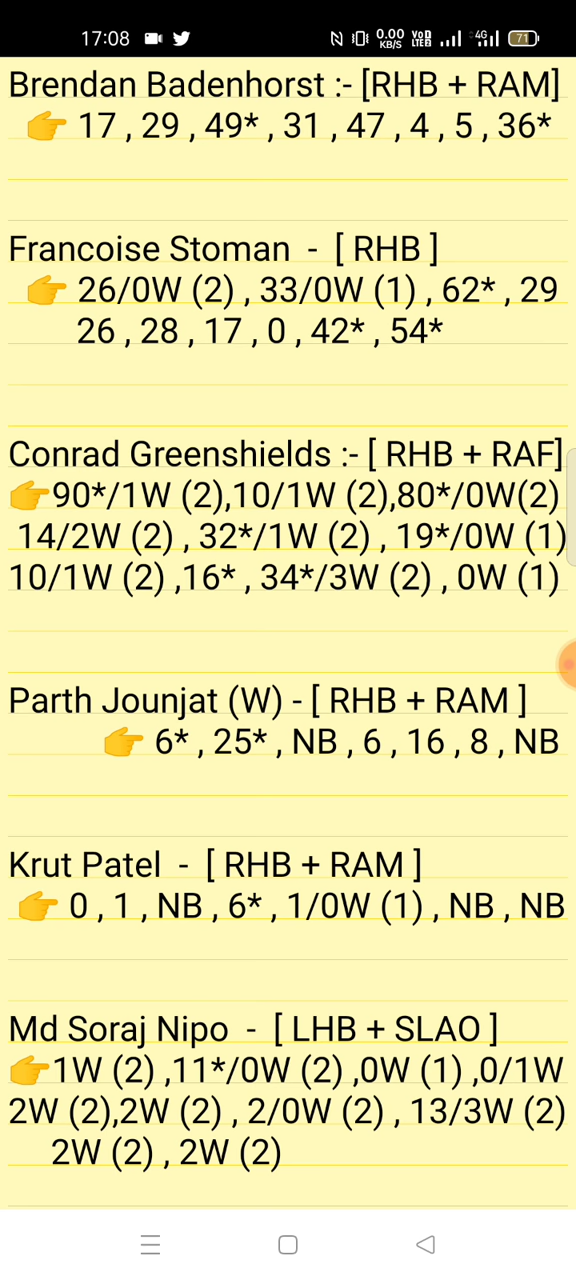 17:08 0.00 KB/S VoD LTE2 4G 71
Brendan Badenhorst :- [RHB + RAM]
👉 17 , 29 , 49* , 31 , 47 , 4 , 5 , 36*
Francoise Stoman - [ RHB ]
👉 26/0W (2) , 33/0W (1) , 62* , 29
26 , 28 , 17 , 0 , 42* , 54*
Conrad Greenshields :- [ RHB + RAF]
👉90*/1W (2),10/1W (2),80*/0W(2)
14/2W (2) , 32*/1W (2) , 19*/0W (1)
10/1W (2) ,16* , 34*/3W (2) , 0W (1)
Parth Jounjat (W) - [ RHB + RAM ]
👉 6* , 25* , NB , 6 , 16 , 8 , NB
Krut Patel - [ RHB + RAM ]
👉 0 , 1 , NB , 6* , 1/0W (1) , NB , NB
Md Soraj Nipo - [ LHB + SLAO ]
👉1W (2) ,11*/0W (2) ,0W (1) ,0/1W
2W (2),2W (2) , 2/0W (2) , 13/3W (2)
2W (2) , 2W (2)